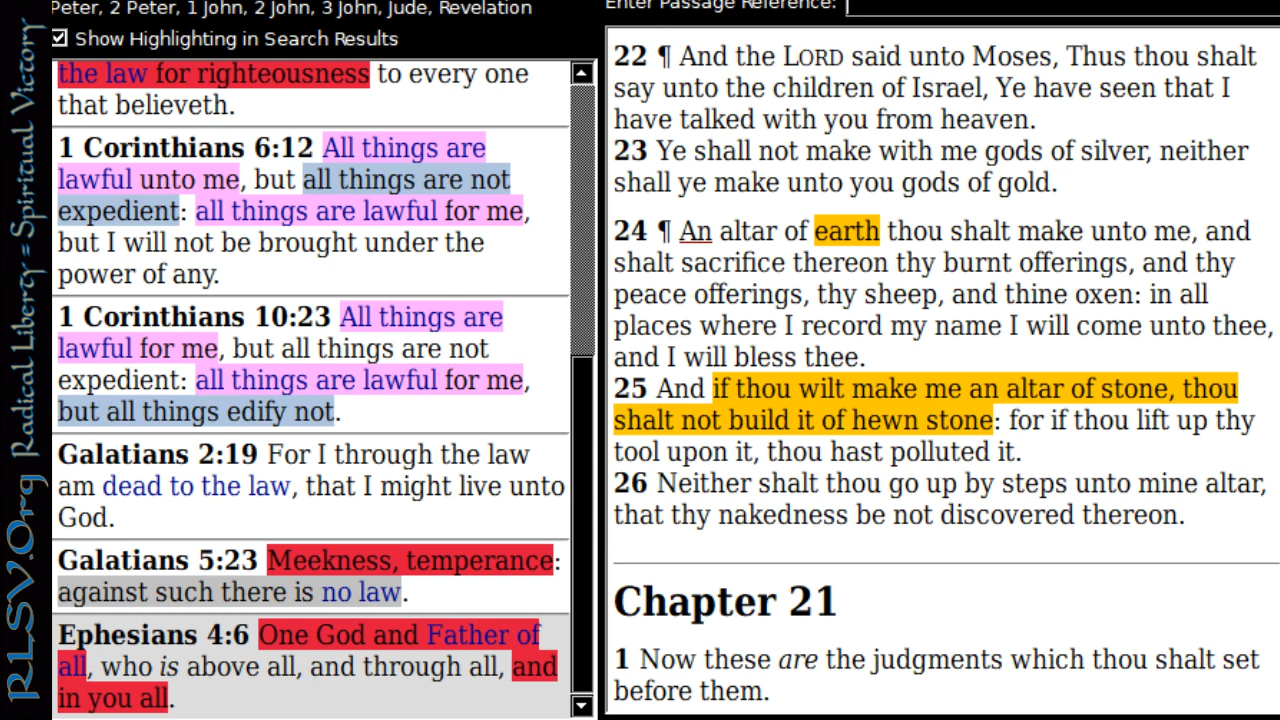 RLSV.Org Radical Liberty = Spiritual Victory
Peter, 2 Peter, 1 John, 2 John, 3 John, Jude, Revelation
Show Highlighting in Search Results
the law for righteousness to every one
that believeth.
1 Corinthians 6:12 All things are
lawful unto me, but all things are not
expedient: all things are lawful for me,
but I will not be brought under the
power of any.
1 Corinthians 10:23 All things are
lawful for me, but all things are not
expedient: all things are lawful for me,
but all things edify not.
Galatians 2:19 For I through the law
am dead to the law, that I might live unto
God.
Galatians 5:23 Meekness, temperance:
against such there is no law.
Ephesians 4:6 One God and Father of
all, who is above all, and through all, and
in you all.
Enter Passage Reference:
22 ¶ And the LORD said unto Moses, Thus thou shalt
say unto the children of Israel, Ye have seen that I
have talked with you from heaven.
23 Ye shall not make with me gods of silver, neither
shall ye make unto you gods of gold.
24 ¶ An altar of earth thou shalt make unto me, and
shalt sacrifice thereon thy burnt offerings, and thy
peace offerings, thy sheep, and thine oxen: in all
places where I record my name I will come unto thee,
and I will bless thee.
25 And if thou wilt make me an altar of stone, thou
shalt not build it of hewn stone: for if thou lift up thy
tool upon it, thou hast polluted it.
26 Neither shalt thou go up by steps unto mine altar,
that thy nakedness be not discovered thereon.
Chapter 21
1 Now these are the judgments which thou shalt set
before them.